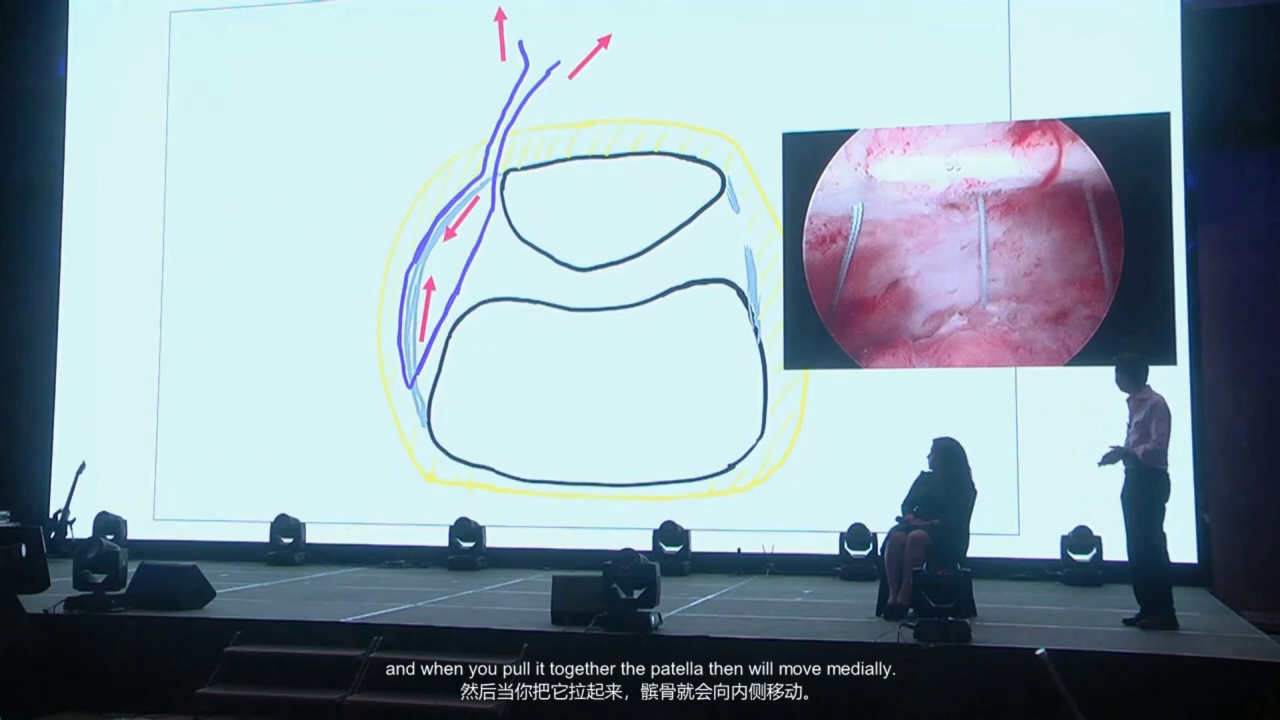 and when you pull it together the patella then will move medially.
然后当你把它拉起来，髌骨就会向内侧移动。